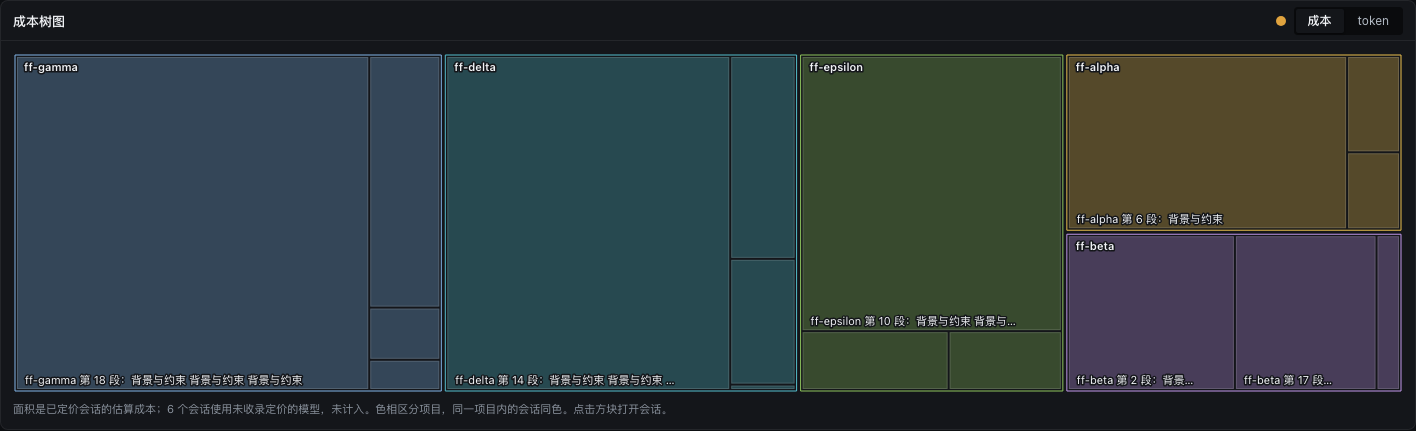 成本树图
成本 token
ff-gamma
ff-gamma 第 18 段：背景与约束 背景与约束 背景与约束
ff-delta
ff-delta 第 14 段：背景与约束 背景与约束 ...
ff-epsilon
ff-epsilon 第 10 段：背景与约束 背景与...
ff-alpha
ff-alpha 第 6 段：背景与约束
ff-beta
ff-beta 第 2 段：背景...
ff-beta 第 17 段...
面积是已定价会话的估算成本；6 个会话使用未收录定价的模型，未计入。色相区分项目，同一项目内的会话同色。点击方块打开会话。